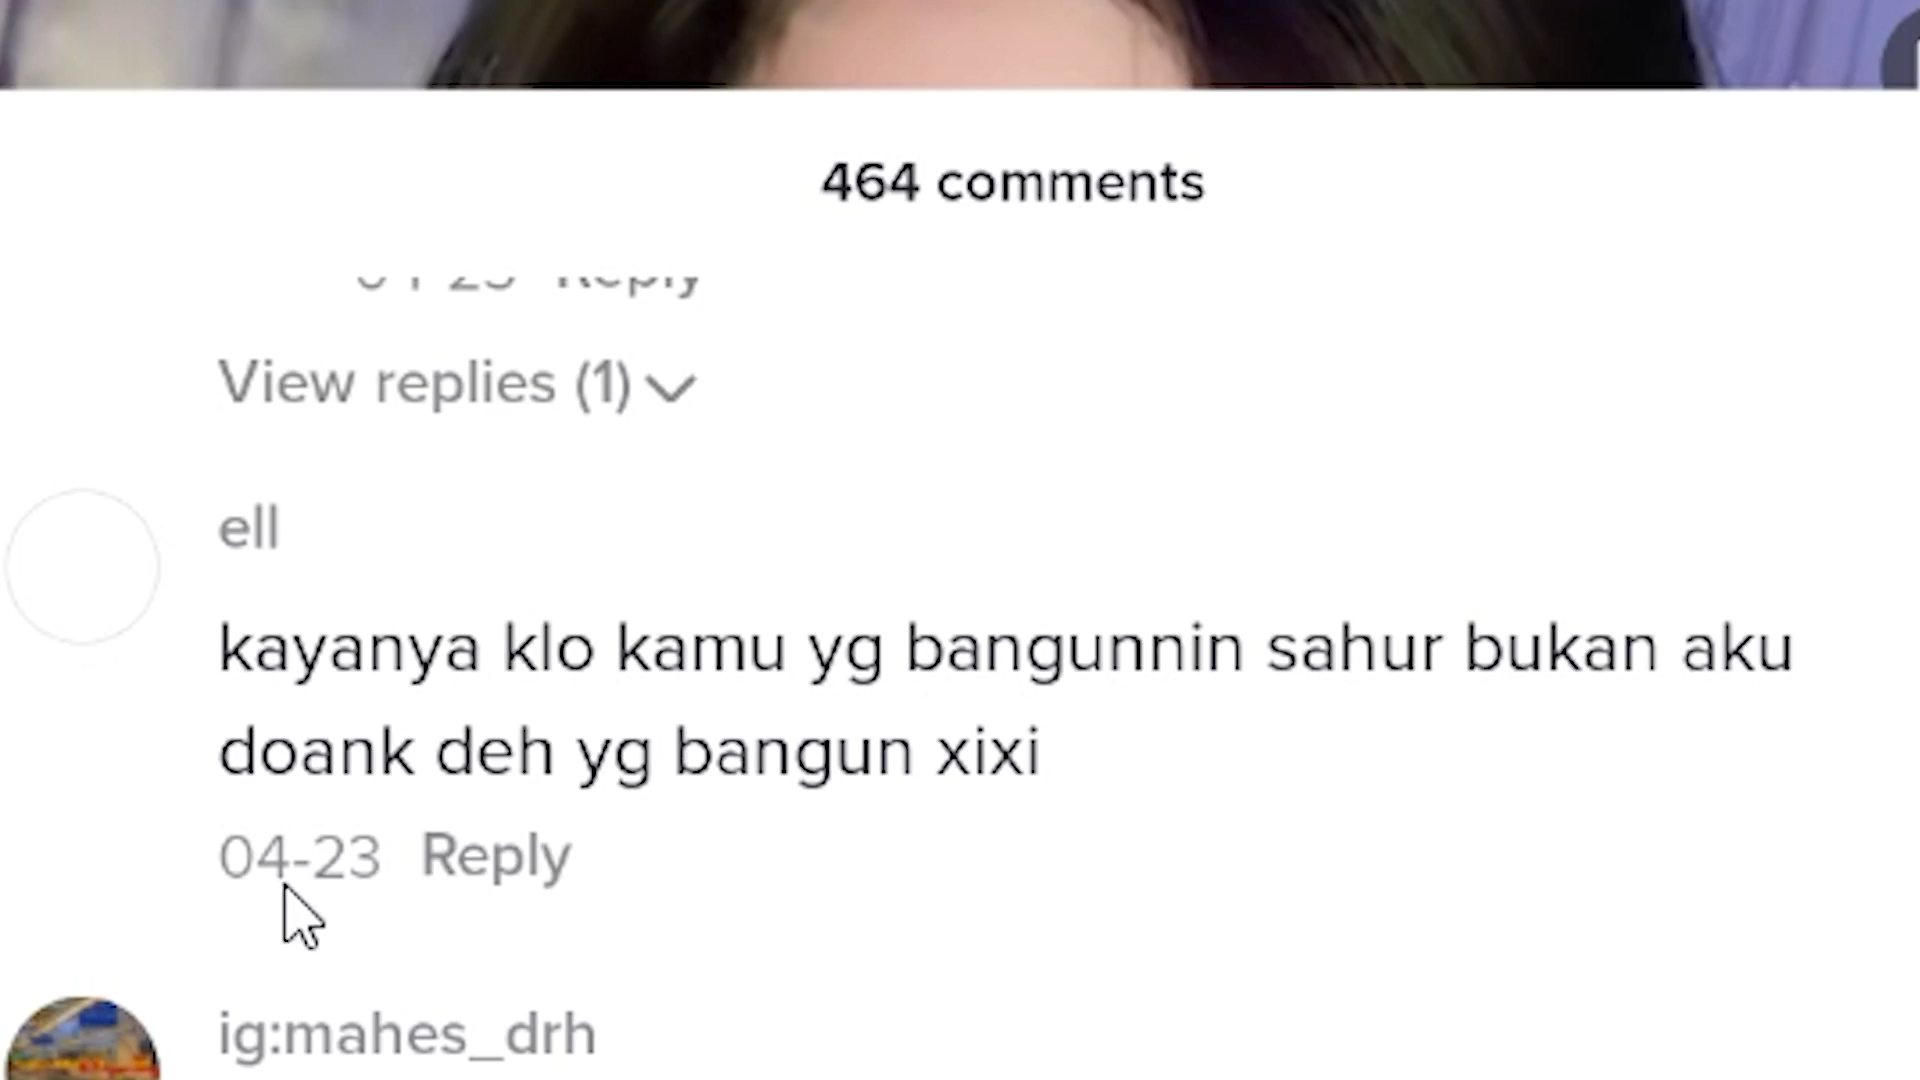 464 comments
Reply
View replies (1)
ell
kayanya klo kamu yg bangunnin sahur bukan aku
doank deh yg bangun xixi
04-23 Reply
ig:mahes_drh